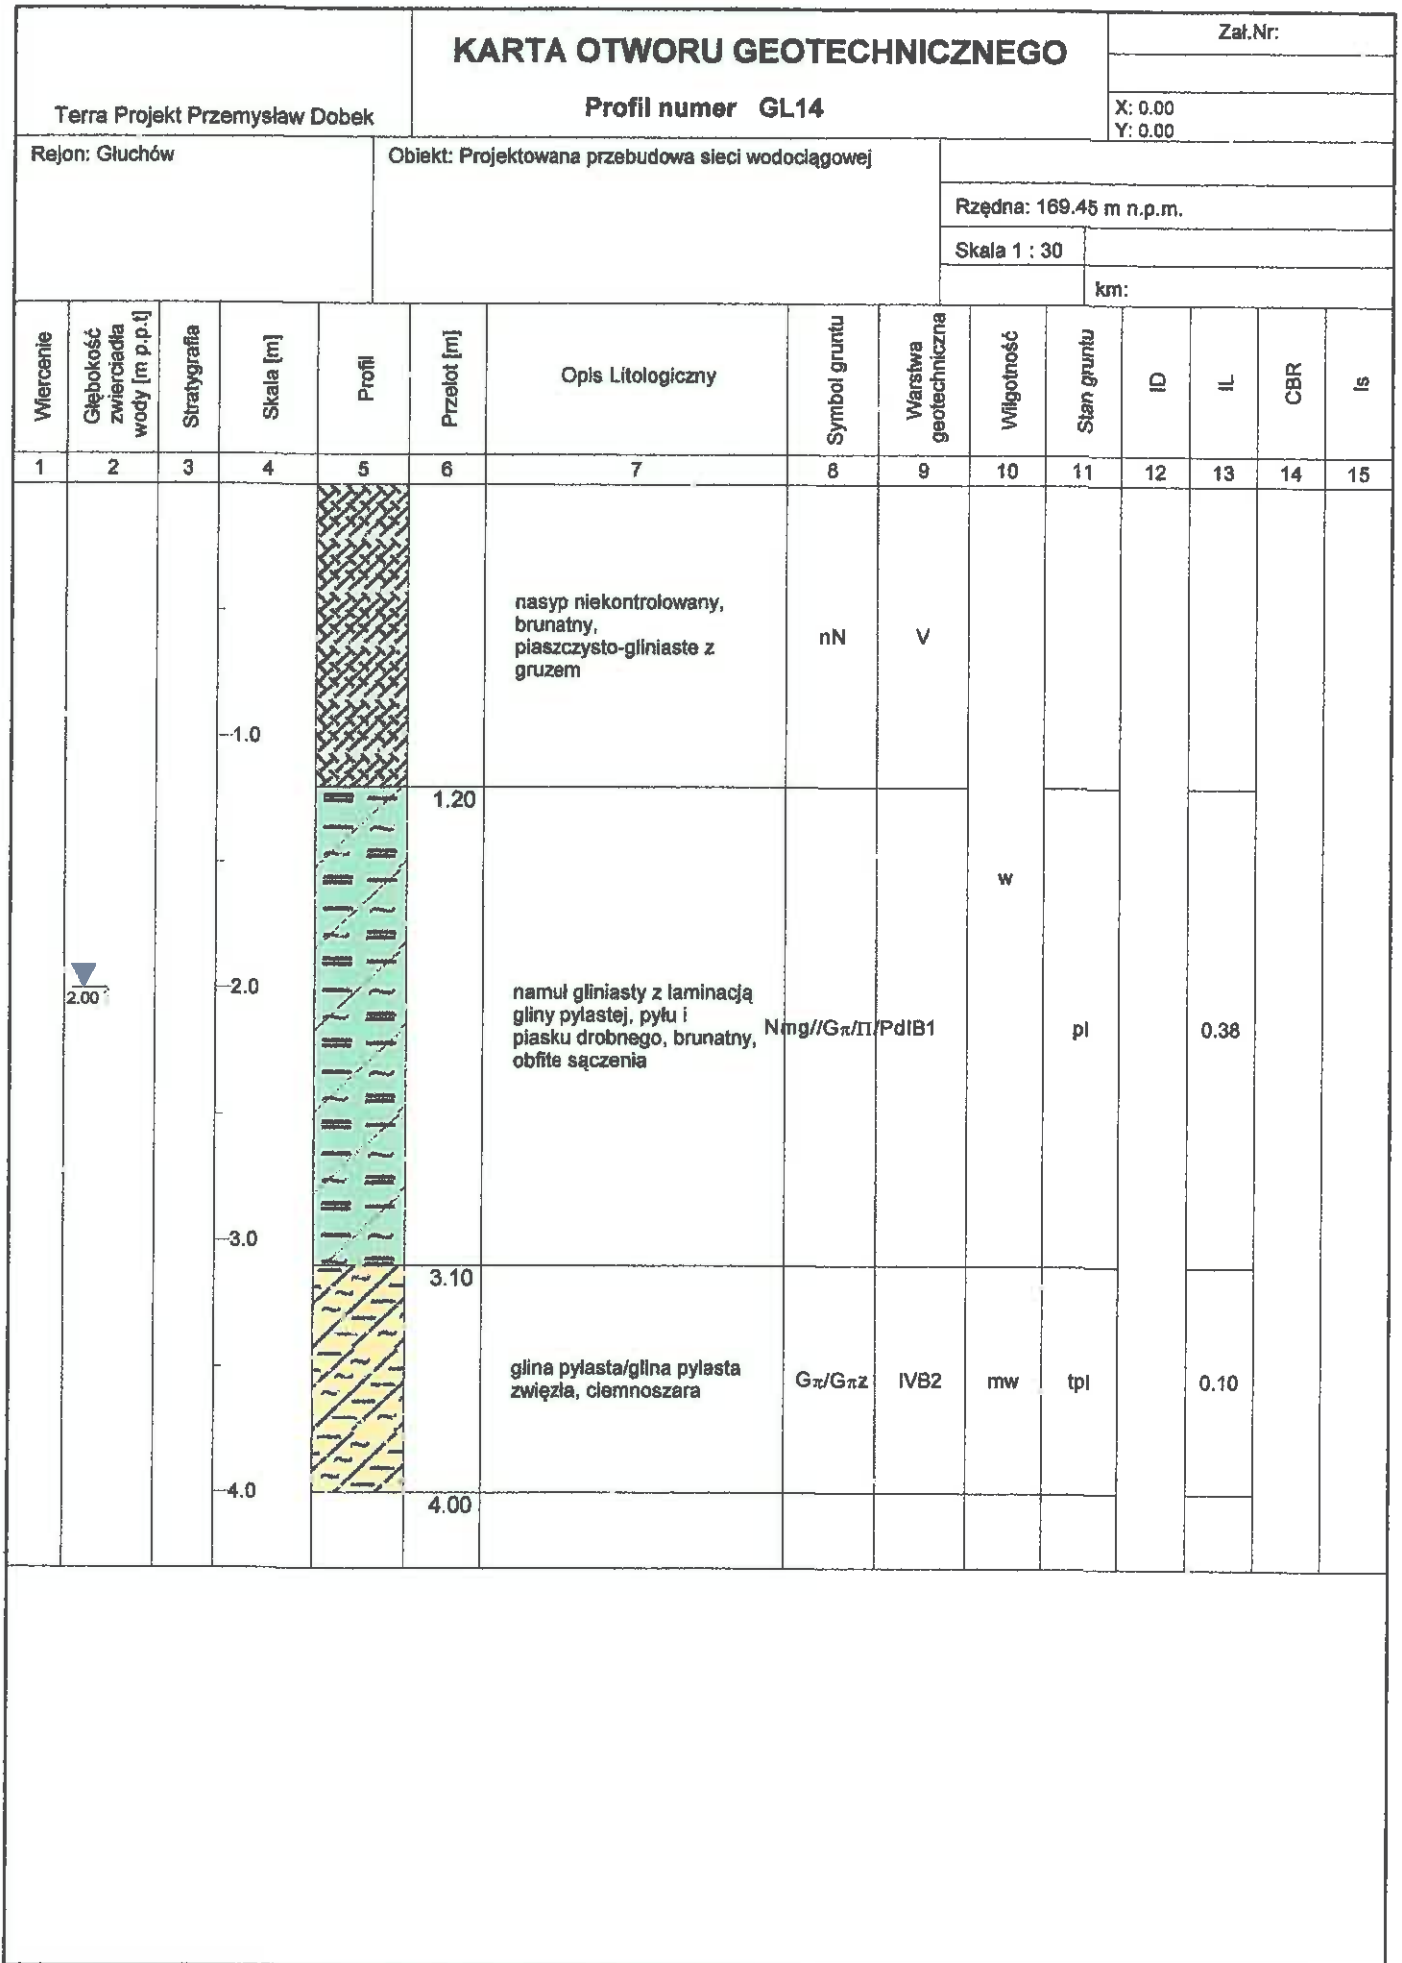 KARTA OTWORU GEOTECHNICZNEGO
Zał.Nr:
Terra Projekt Przemysław Dobek
Profil numer GL14
X: 0.00
Y: 0.00
Rejon: Głuchów
Obiekt: Projektowana przebudowa sieci wodociągowej
Rzędna: 169.45 m n.p.m.
Skala 1 : 30
km:
Wiercenie
Głębokość
zwierciadła
wody [m p.p.t]
Stratygrafia
Skala [m]
Profil
Przelot [m]
Opis Litologiczny
Symbol gruntu
Warstwa
geotechniczna
Wilgotność
Stan gruntu
ID
IL
CBR
Is
1 2 3 4 5 6 7 8 9 10 11 12 13 14 15
nasyp niekontrolowany,
brunatny,
piaszczysto-gliniaste z
gruzem
nN
V
1.0
1.20
w
2.00
2.0
namuł gliniasty z laminacją
gliny pylastej, pyłu i
piasku drobnego, brunatny,
obfite sączenia
Nmg//Gπ/Π/PdIB1
pl
0.38
3.0
3.10
glina pylasta/glina pylasta
zwięzła, ciemnoszara
Gπ/Gπz
IVB2
mw
tpl
0.10
4.0
4.00